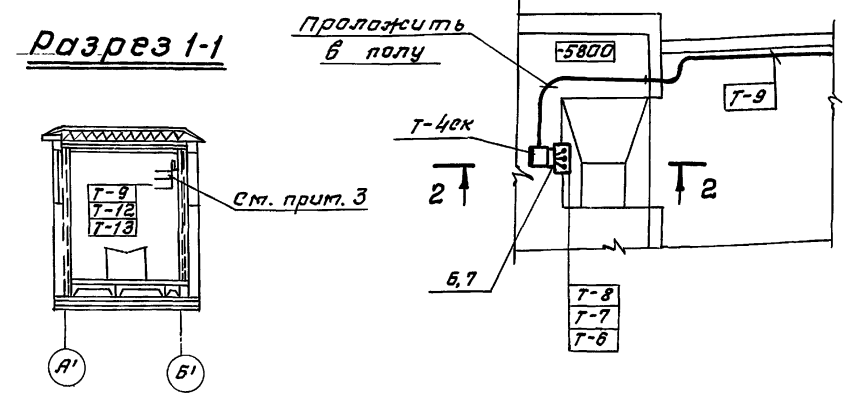 Разрез 1-1
Т-9
Т-12
Т-13
См. прим. 3
А'
Б'
Проложить
в полу
-5800
Т-9
Т-4ск
2
2
6,7
Т-8
Т-7
Т-6